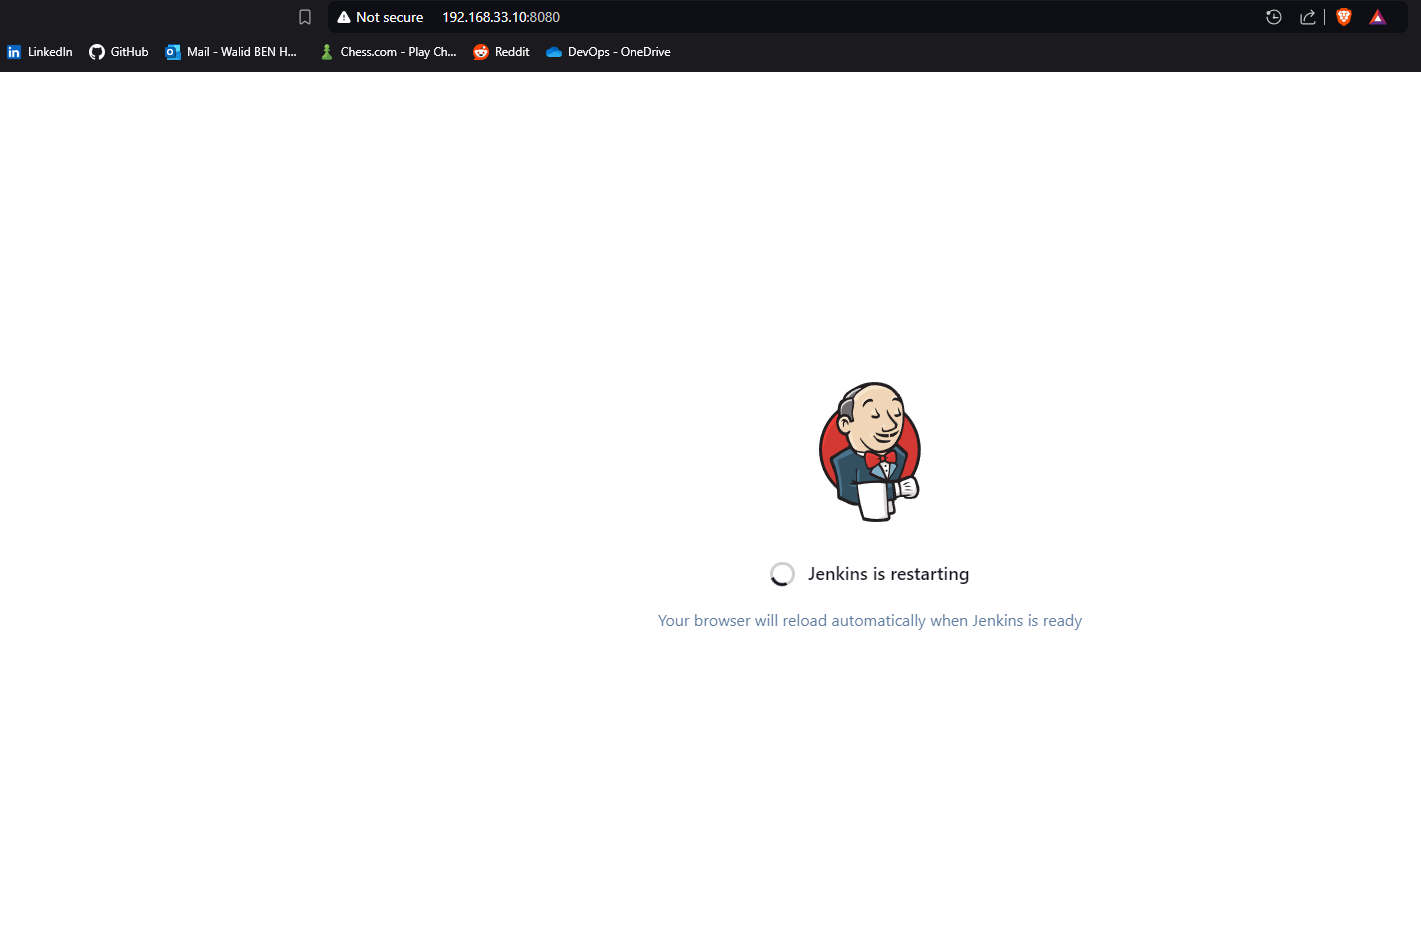 Not secure 192.168.33.10:8080
LinkedIn GitHub Mail - Walid BEN H... Chess.com - Play Ch... Reddit DevOps - OneDrive
Jenkins is restarting
Your browser will reload automatically when Jenkins is ready